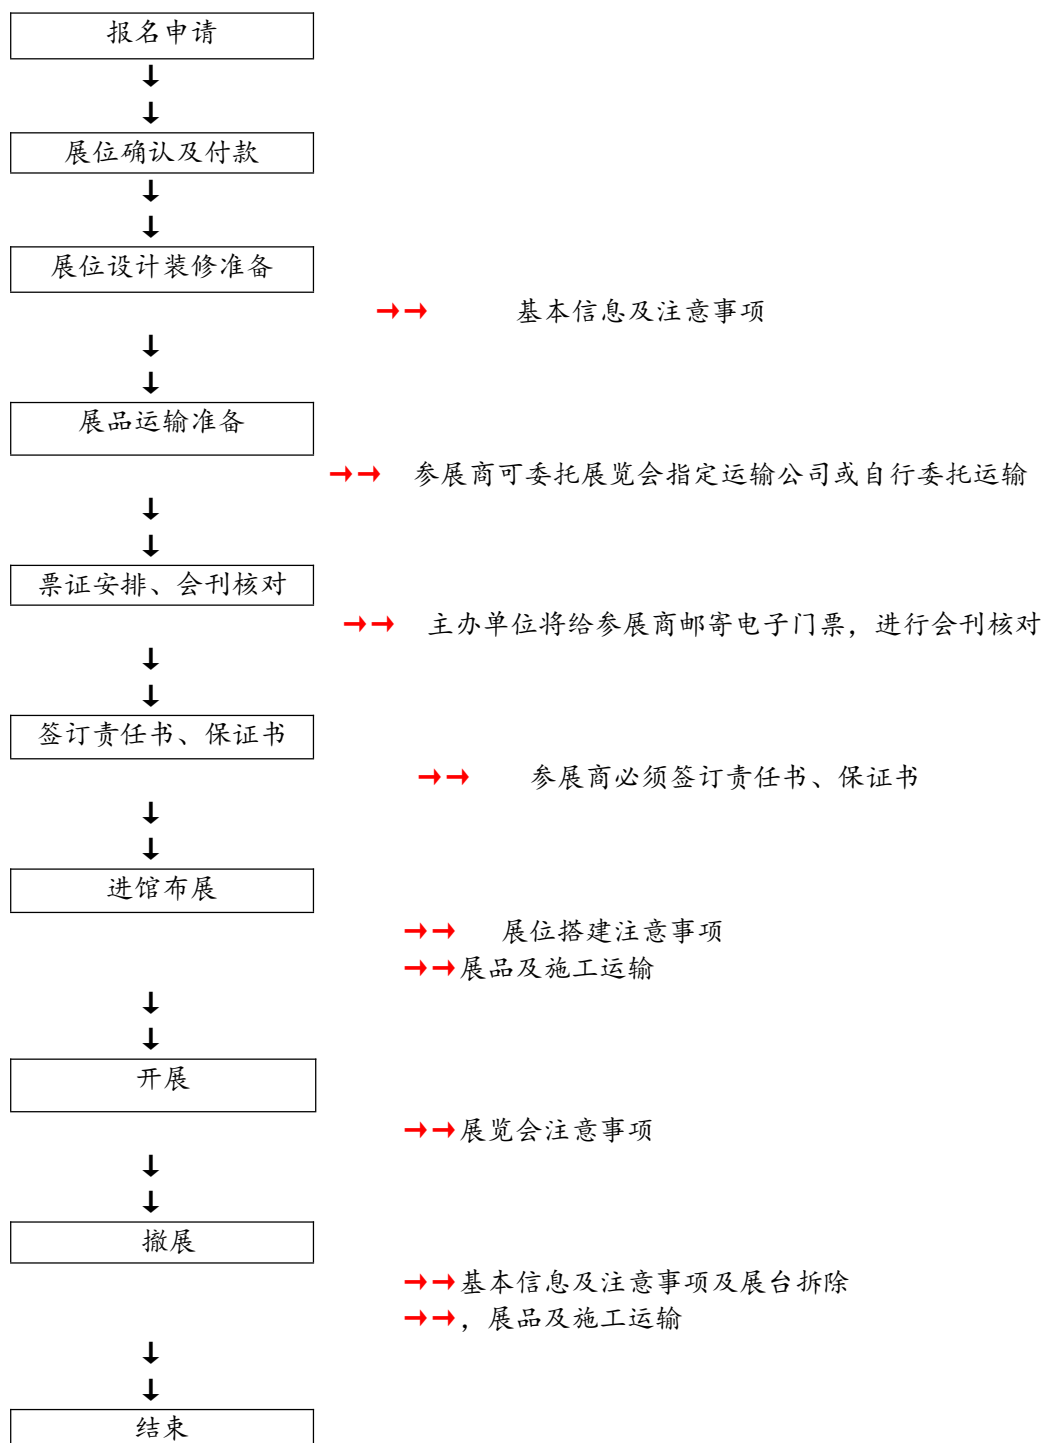 报名申请
↓
↓
展位确认及付款
↓
↓
展位设计装修准备
→→ 基本信息及注意事项
↓
↓
展品运输准备
→→ 参展商可委托展览会指定运输公司或自行委托运输
↓
↓
票证安排、会刊核对
→→ 主办单位将给参展商邮寄电子门票，进行会刊核对
↓
↓
签订责任书、保证书
→→ 参展商必须签订责任书、保证书
↓
↓
进馆布展
→→ 展位搭建注意事项
→→展品及施工运输
↓
↓
开展
→→展览会注意事项
↓
↓
撤展
→→基本信息及注意事项及展台拆除
→→，展品及施工运输
↓
↓
结束